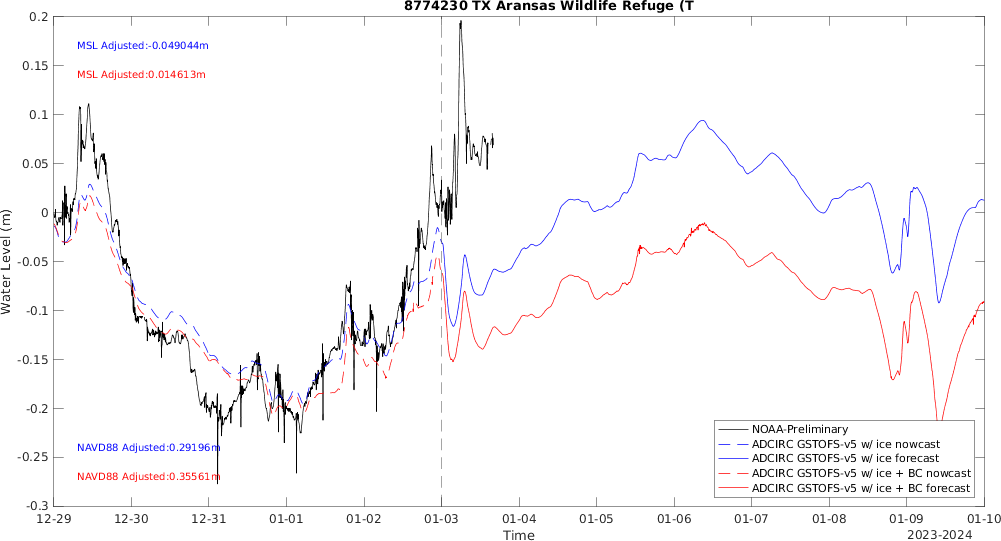 8774230 TX Aransas Wildlife Refuge (T
0.2
0.15
0.1
0.05
0
-0.05
-0.1
-0.15
-0.2
-0.25
-0.3
Water Level (m)
MSL Adjusted:-0.049044m
MSL Adjusted:0.014613m
NAVD88 Adjusted:0.29196m
NAVD88 Adjusted:0.35561m
NOAA-Preliminary
ADCIRC GSTOFS-v5 w/ ice nowcast
ADCIRC GSTOFS-v5 w/ ice forecast
ADCIRC GSTOFS-v5 w/ ice + BC nowcast
ADCIRC GSTOFS-v5 w/ ice + BC forecast
12-29 12-30 12-31 01-01 01-02 01-03 01-04 01-05 01-06 01-07 01-08 01-09 01-10
Time
2023-2024